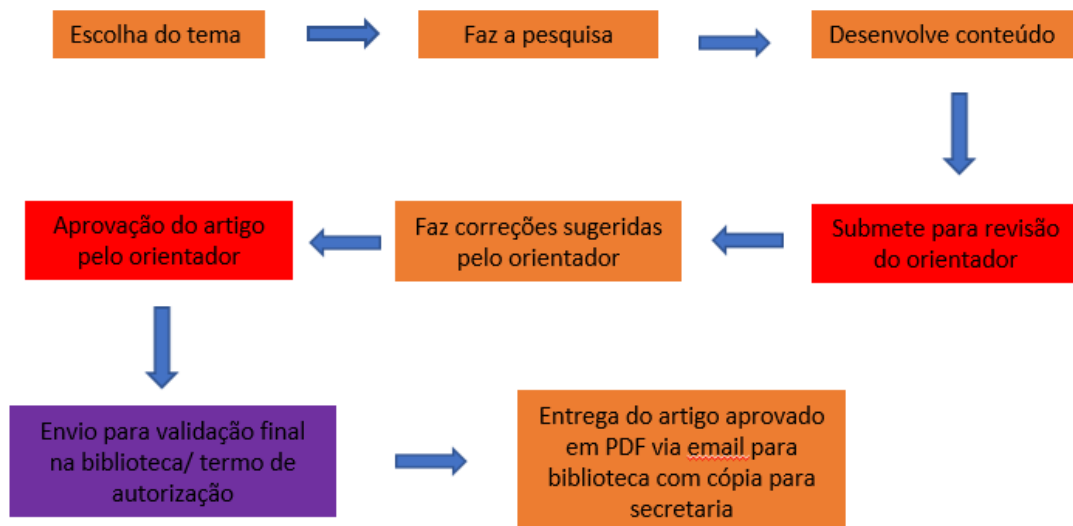 Escolha do tema
Faz a pesquisa
Desenvolve conteúdo
Submete para revisão
do orientador
Faz correções sugeridas
pelo orientador
Aprovação do artigo
pelo orientador
Envio para validação final
na biblioteca/ termo de
autorização
Entrega do artigo aprovado
em PDF via email para
biblioteca com cópia para
secretaria